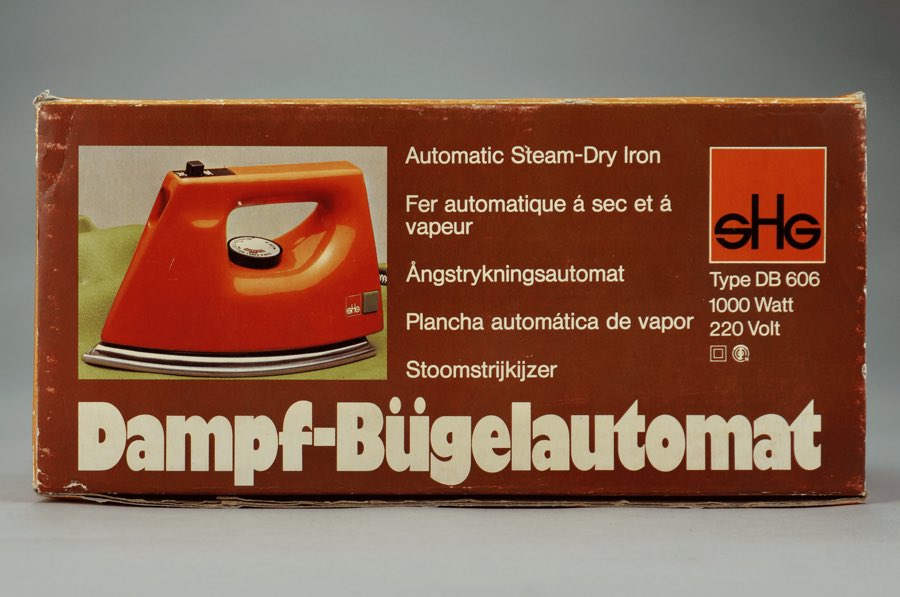 Automatic Steam-Dry Iron
Fer automatique á sec et á
vapeur
Ångstrykningsautomat
Plancha automática de vapor
Stoomstrijkijzer
SHG
Type DB 606
1000 Watt
220 Volt
SHG
Dampf-Bügelautomat